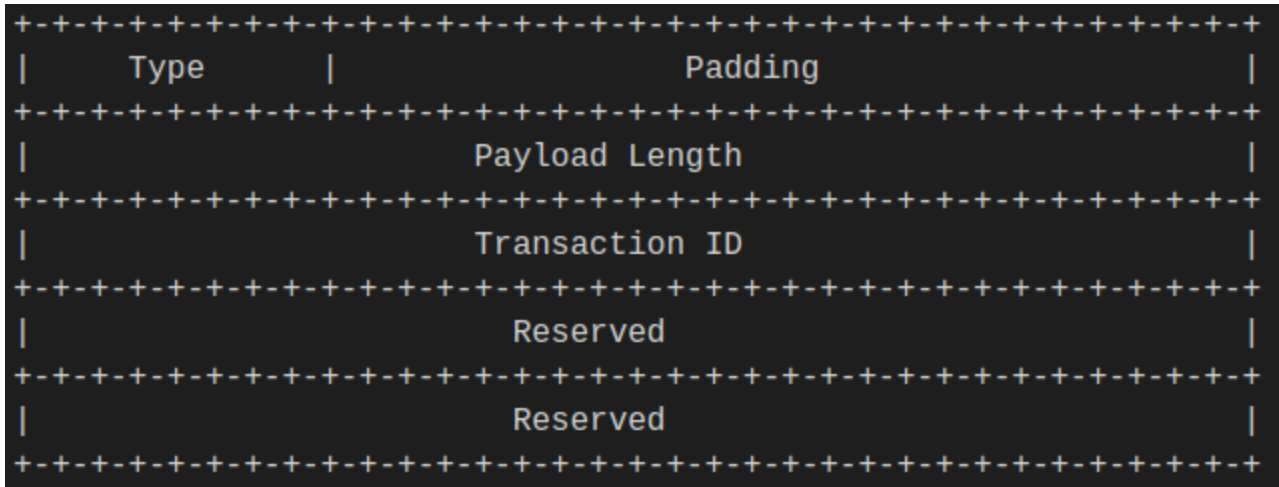 +-+-+-+-+-+-+-+-+-+-+-+-+-+-+-+-+-+-+-+-+-+-+-+-+-+-+-+-+-+-+-+-+
|     Type      |                  Padding                      |
+-+-+-+-+-+-+-+-+-+-+-+-+-+-+-+-+-+-+-+-+-+-+-+-+-+-+-+-+-+-+-+-+
|                       Payload Length                          |
+-+-+-+-+-+-+-+-+-+-+-+-+-+-+-+-+-+-+-+-+-+-+-+-+-+-+-+-+-+-+-+-+
|                       Transaction ID                          |
+-+-+-+-+-+-+-+-+-+-+-+-+-+-+-+-+-+-+-+-+-+-+-+-+-+-+-+-+-+-+-+-+
|                         Reserved                              |
+-+-+-+-+-+-+-+-+-+-+-+-+-+-+-+-+-+-+-+-+-+-+-+-+-+-+-+-+-+-+-+-+
|                         Reserved                              |
+-+-+-+-+-+-+-+-+-+-+-+-+-+-+-+-+-+-+-+-+-+-+-+-+-+-+-+-+-+-+-+-+